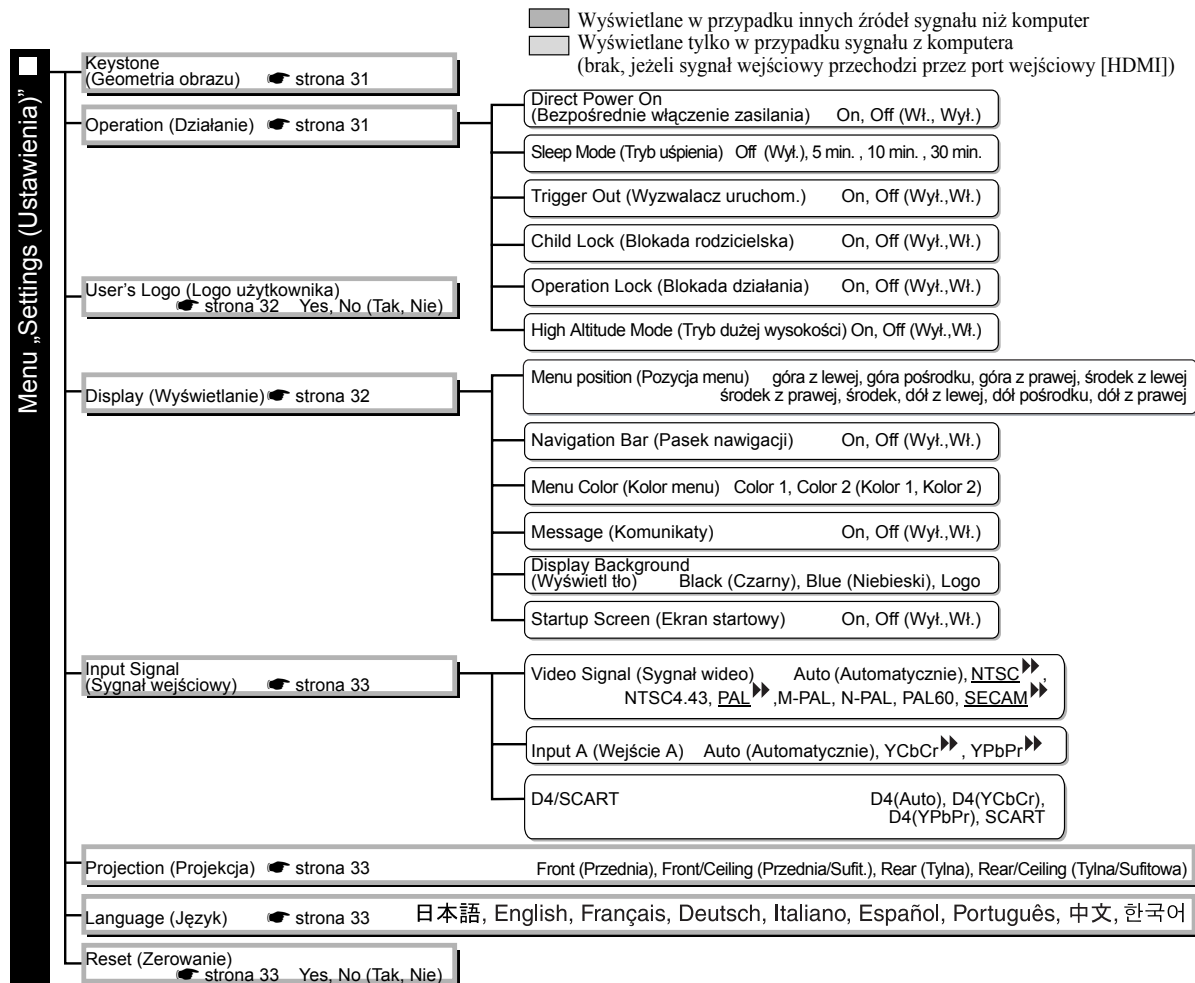 Wyświetlane w przypadku innych źródeł sygnału niż komputer
Wyświetlane tylko w przypadku sygnału z komputera
(brak, jeżeli sygnał wejściowy przechodzi przez port wejściowy [HDMI])
Menu „Settings (Ustawienia)”
Keystone
(Geometria obrazu) ☛ strona 31
Operation (Działanie) ☛ strona 31
Direct Power On
(Bezpośrednie włączenie zasilania) On, Off (Wł., Wył.)
Sleep Mode (Tryb uśpienia) Off (Wył.), 5 min. , 10 min. , 30 min.
Trigger Out (Wyzwalacz uruchom.) On, Off (Wył.,Wł.)
Child Lock (Blokada rodzicielska) On, Off (Wył.,Wł.)
Operation Lock (Blokada działania) On, Off (Wył.,Wł.)
High Altitude Mode (Tryb dużej wysokości) On, Off (Wył.,Wł.)
User's Logo (Logo użytkownika)
☛ strona 32 Yes, No (Tak, Nie)
Display (Wyświetlanie) ☛ strona 32
Menu position (Pozycja menu) góra z lewej, góra pośrodku, góra z prawej, środek z lewej
środek z prawej, środek, dół z lewej, dół pośrodku, dół z prawej
Navigation Bar (Pasek nawigacji) On, Off (Wył.,Wł.)
Menu Color (Kolor menu) Color 1, Color 2 (Kolor 1, Kolor 2)
Message (Komunikaty) On, Off (Wył.,Wł.)
Display Background
(Wyświetl tło) Black (Czarny), Blue (Niebieski), Logo
Startup Screen (Ekran startowy) On, Off (Wył.,Wł.)
Input Signal
(Sygnał wejściowy) ☛ strona 33
Video Signal (Sygnał wideo) Auto (Automatycznie), NTSC,
NTSC4.43, PAL ,M-PAL, N-PAL, PAL60, SECAM
Input A (Wejście A) Auto (Automatycznie), YCbCr , YPbPr
D4/SCART D4(Auto), D4(YCbCr),
D4(YPbPr), SCART
Projection (Projekcja) ☛ strona 33 Front (Przednia), Front/Ceiling (Przednia/Sufit.), Rear (Tylna), Rear/Ceiling (Tylna/Sufitowa)
Language (Język) ☛ strona 33 日本語, English, Français, Deutsch, Italiano, Español, Português, 中文, 한국어
Reset (Zerowanie)
☛ strona 33 Yes, No (Tak, Nie)